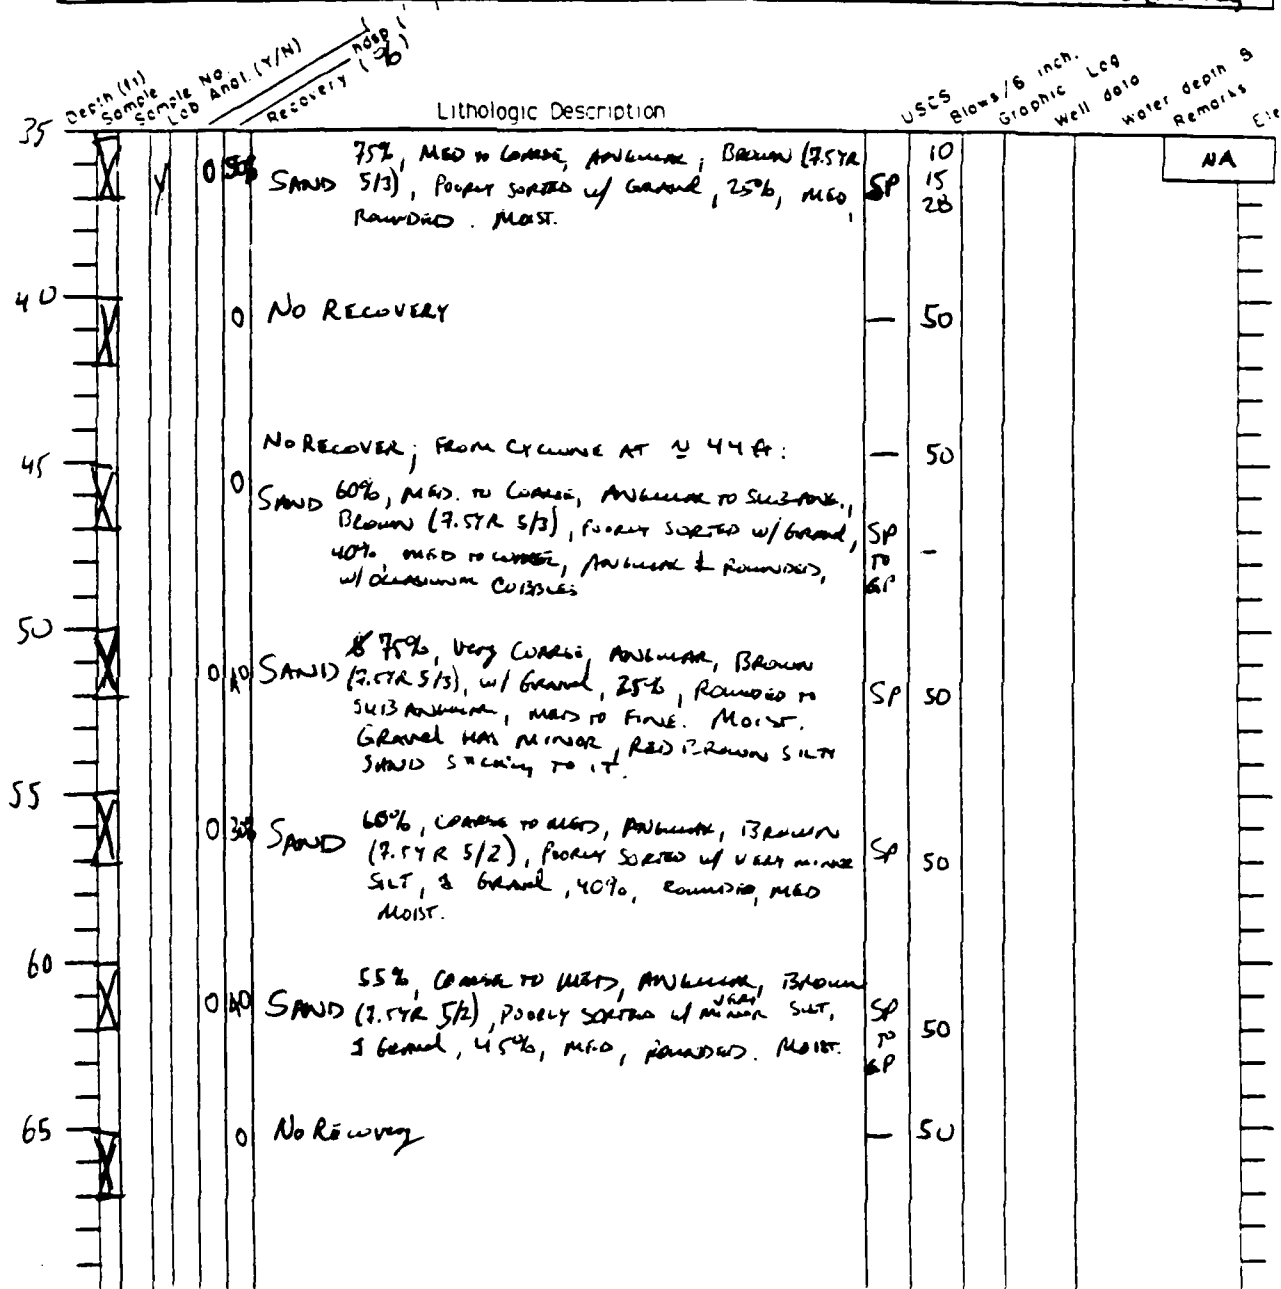 Depth (ft)
Sample
Sample No.
Lab Anal. (Y/N)
Recovery (%)
Lithologic Description
USCS
Blows/6 inch.
Graphic Log
Well data
Water depth &
Remarks
Ele
35
75%, MED TO COARSE, ANGULAR, BROWN (7.5YR
Y 0 50% SAND 5/3), POORLY SORTED W/ GRAVEL, 25%, MED,
ROUNDED. MOIST.
SP
10
15
28
NA
40
0 NO RECOVERY — 50
45
NO RECOVER; FROM CYCLONE AT ≃ 44 ft: — 50
0
SAND 60%, MED. TO COARSE, ANGULAR TO SUBANG.,
BROWN (7.5YR 5/3), POORLY SORTED W/ GRAVEL,
40%, MED TO COARSE, ANGULAR & ROUNDED,
W/ OCCASIONAL COBBLES
SP
TO
GP
-
50
75%, Very COARSE, ANGULAR, BROWN
0 40 SAND (7.5YR 5/3), W/ GRAVEL, 25%, ROUNDED TO
SUBANGULAR, MED TO FINE. MOIST.
GRAVEL HAS MINOR, RED BROWN SILTY
SAND STICKING TO IT.
SP 50
55
60%, COARSE TO MED, ANGULAR, BROWN
0 30% SAND (7.5YR 5/2), POORLY SORTED W/ VERY MINOR
SILT, & GRAVEL, 40%, ROUNDED, MED
MOIST.
SP 50
60
55%, COARSE TO MED, ANGULAR, BROWN
0 40 SAND (7.5YR 5/2), POORLY SORTED W/ VERY MINOR SILT,
& GRAVEL, 45%, MED, ROUNDED. MOIST.
SP
TO
GP
50
65
0 No Recovery — 50